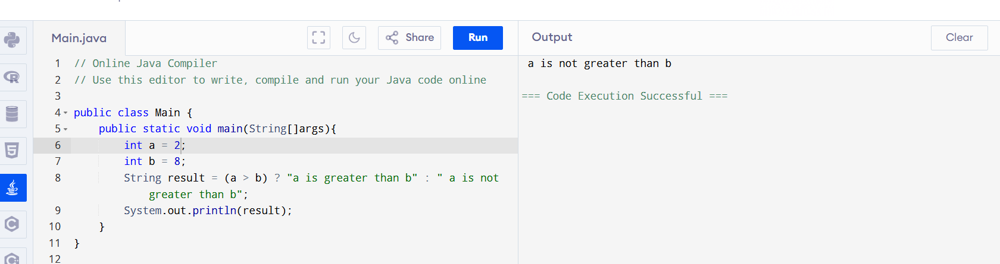 Main.java
Share
Run
Output
Clear
1 // Online Java Compiler
2 // Use this editor to write, compile and run your Java code online
3
4 public class Main {
5 public static void main(String[]args){
6 int a = 2;
7 int b = 8;
8 String result = (a > b) ? "a is greater than b" : " a is not
greater than b";
9 System.out.println(result);
10 }
11 }
12
a is not greater than b
=== Code Execution Successful ===